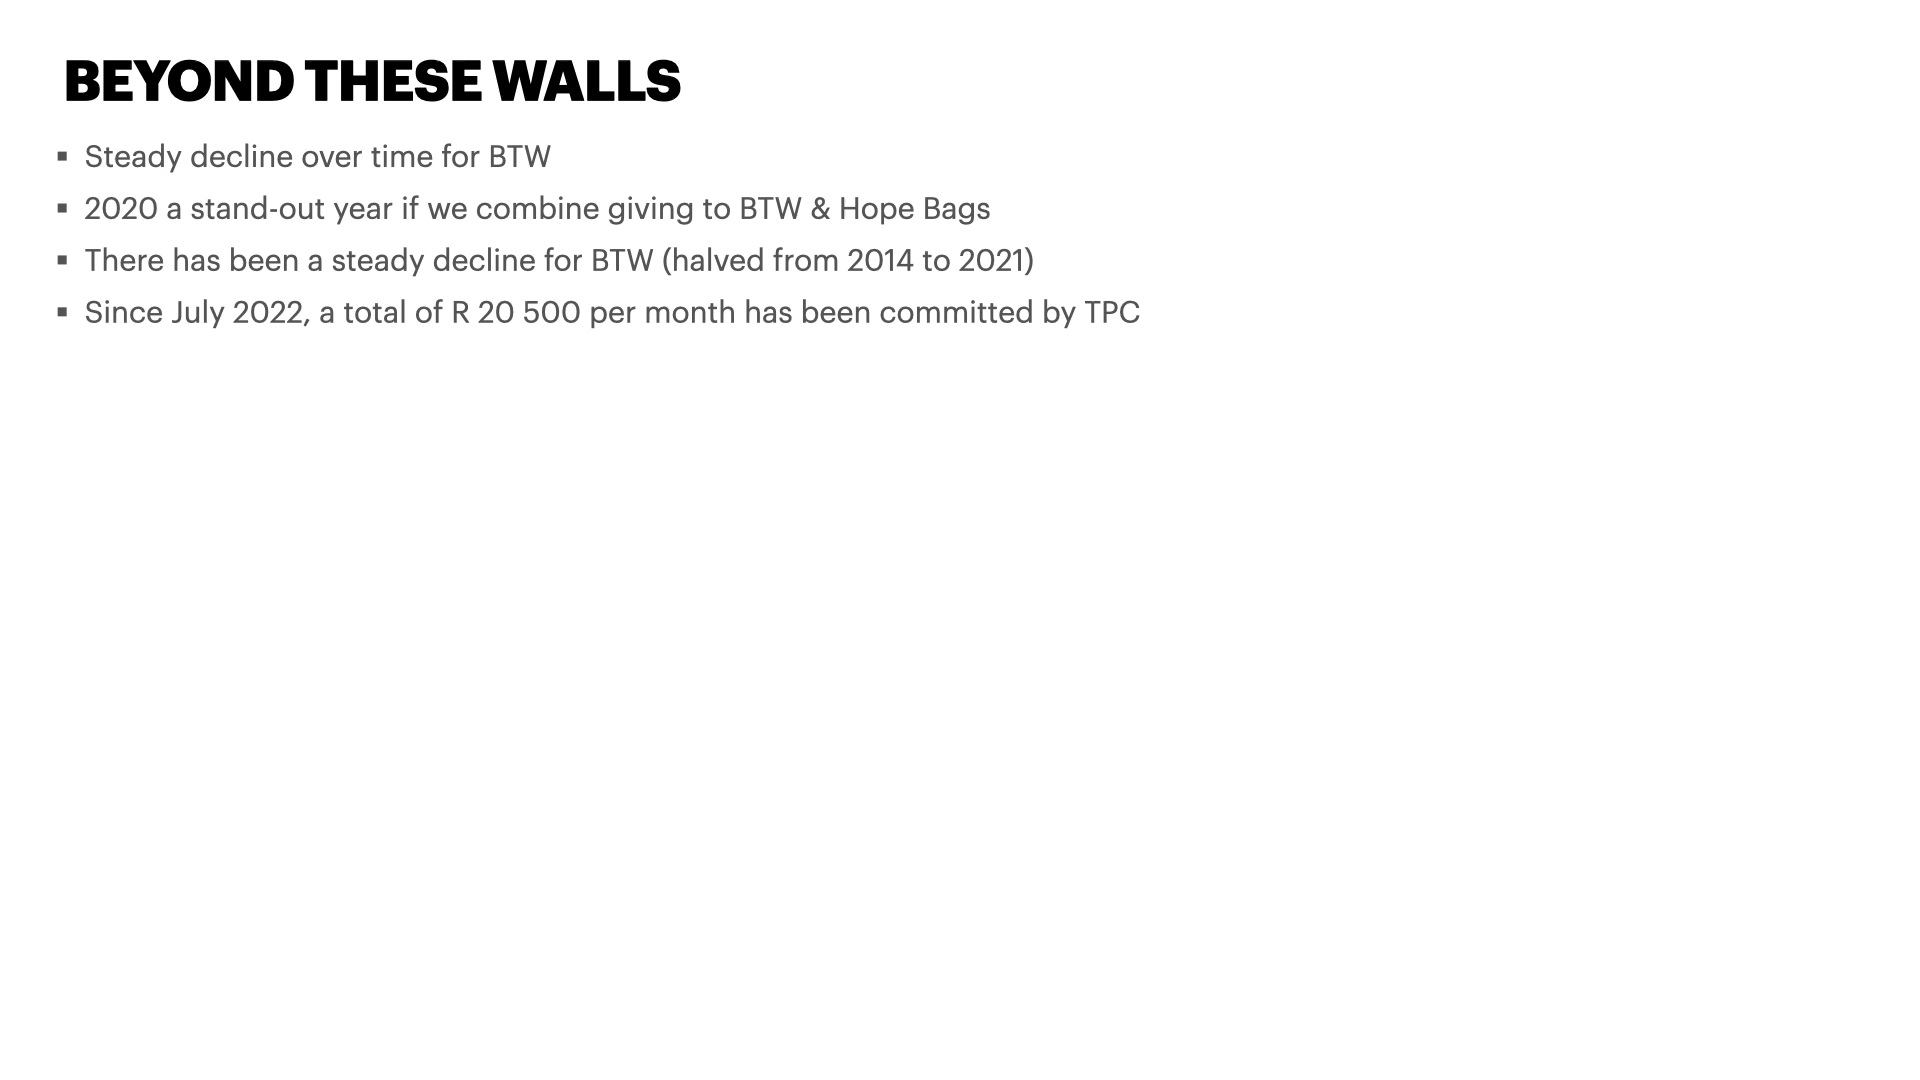 BEYOND THESE WALLS
▪ Steady decline over time for BTW
▪ 2020 a stand-out year if we combine giving to BTW & Hope Bags
▪ There has been a steady decline for BTW (halved from 2014 to 2021)
▪ Since July 2022, a total of R 20 500 per month has been committed by TPC